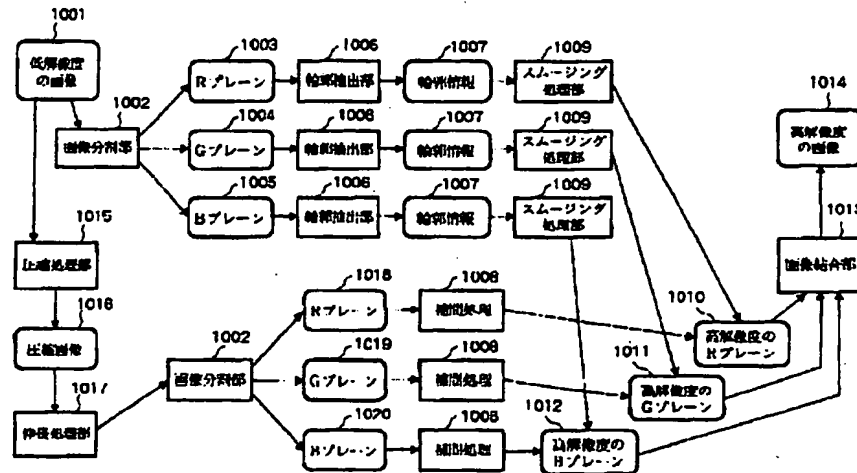 1001
低解像度
の画像
1002
画像分割部
1003
Rプレーン
1006
輪郭抽出部
1007
輪郭情報
1009
スムージング
処理部
1004
Gプレーン
1006
輪郭抽出部
1007
輪郭情報
1009
スムージング
処理部
1005
Bプレーン
1006
輪郭抽出部
1007
輪郭情報
1009
スムージング
処理部
1014
高解像度
の画像
1013
画像結合部
1015
圧縮処理部
1016
圧縮画像
1017
伸長処理部
1002
画像分割部
1018
Rプレーン
1008
補間処理
1019
Gプレーン
1008
補間処理
1020
Bプレーン
1008
補間処理
1010
高解像度の
Rプレーン
1011
高解像度の
Gプレーン
1012
高解像度の
Bプレーン